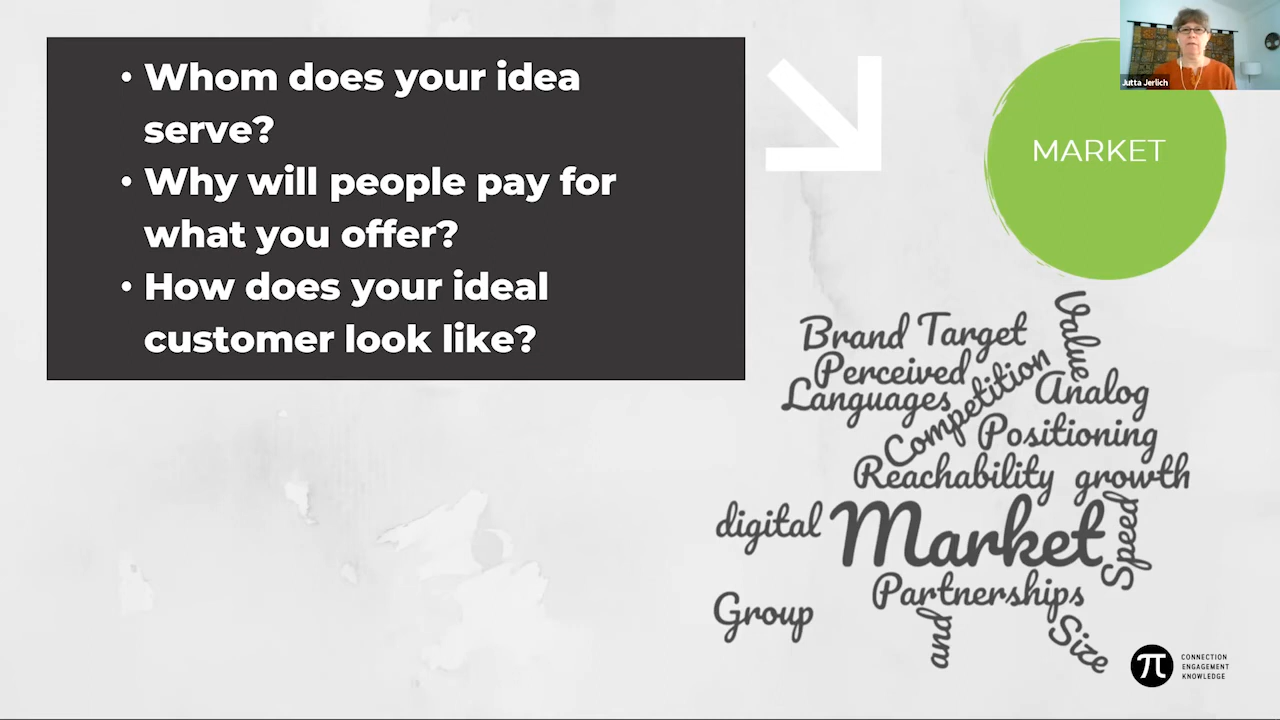 • Whom does your idea
serve?
• Why will people pay for
what you offer?
• How does your ideal
customer look like?
Jutta Jerlich
MARKET
Value
Brand Target
Perceived
Languages
Competition
Analog
Positioning
Reachability growth
digital
Market
Speed
Partnerships
Group
and
Size
π
CONNECTION
ENGAGEMENT
KNOWLEDGE